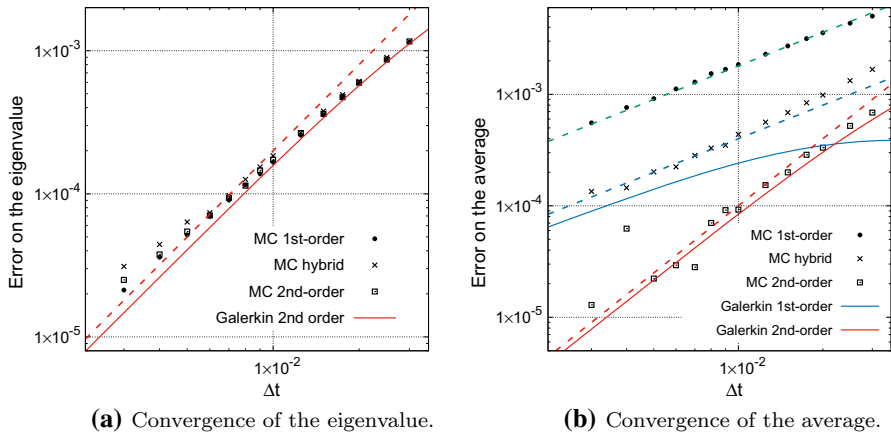 Error on the eigenvalue
1×10⁻³
1×10⁻⁴
1×10⁻⁵
MC 1st-order
MC hybrid
MC 2nd-order
Galerkin 2nd order
1×10⁻²
Δt
(a) Convergence of the eigenvalue.
Error on the average
1×10⁻³
1×10⁻⁴
1×10⁻⁵
MC 1st-order
MC hybrid
MC 2nd-order
Galerkin 1st-order
Galerkin 2nd-order
1×10⁻²
Δt
(b) Convergence of the average.